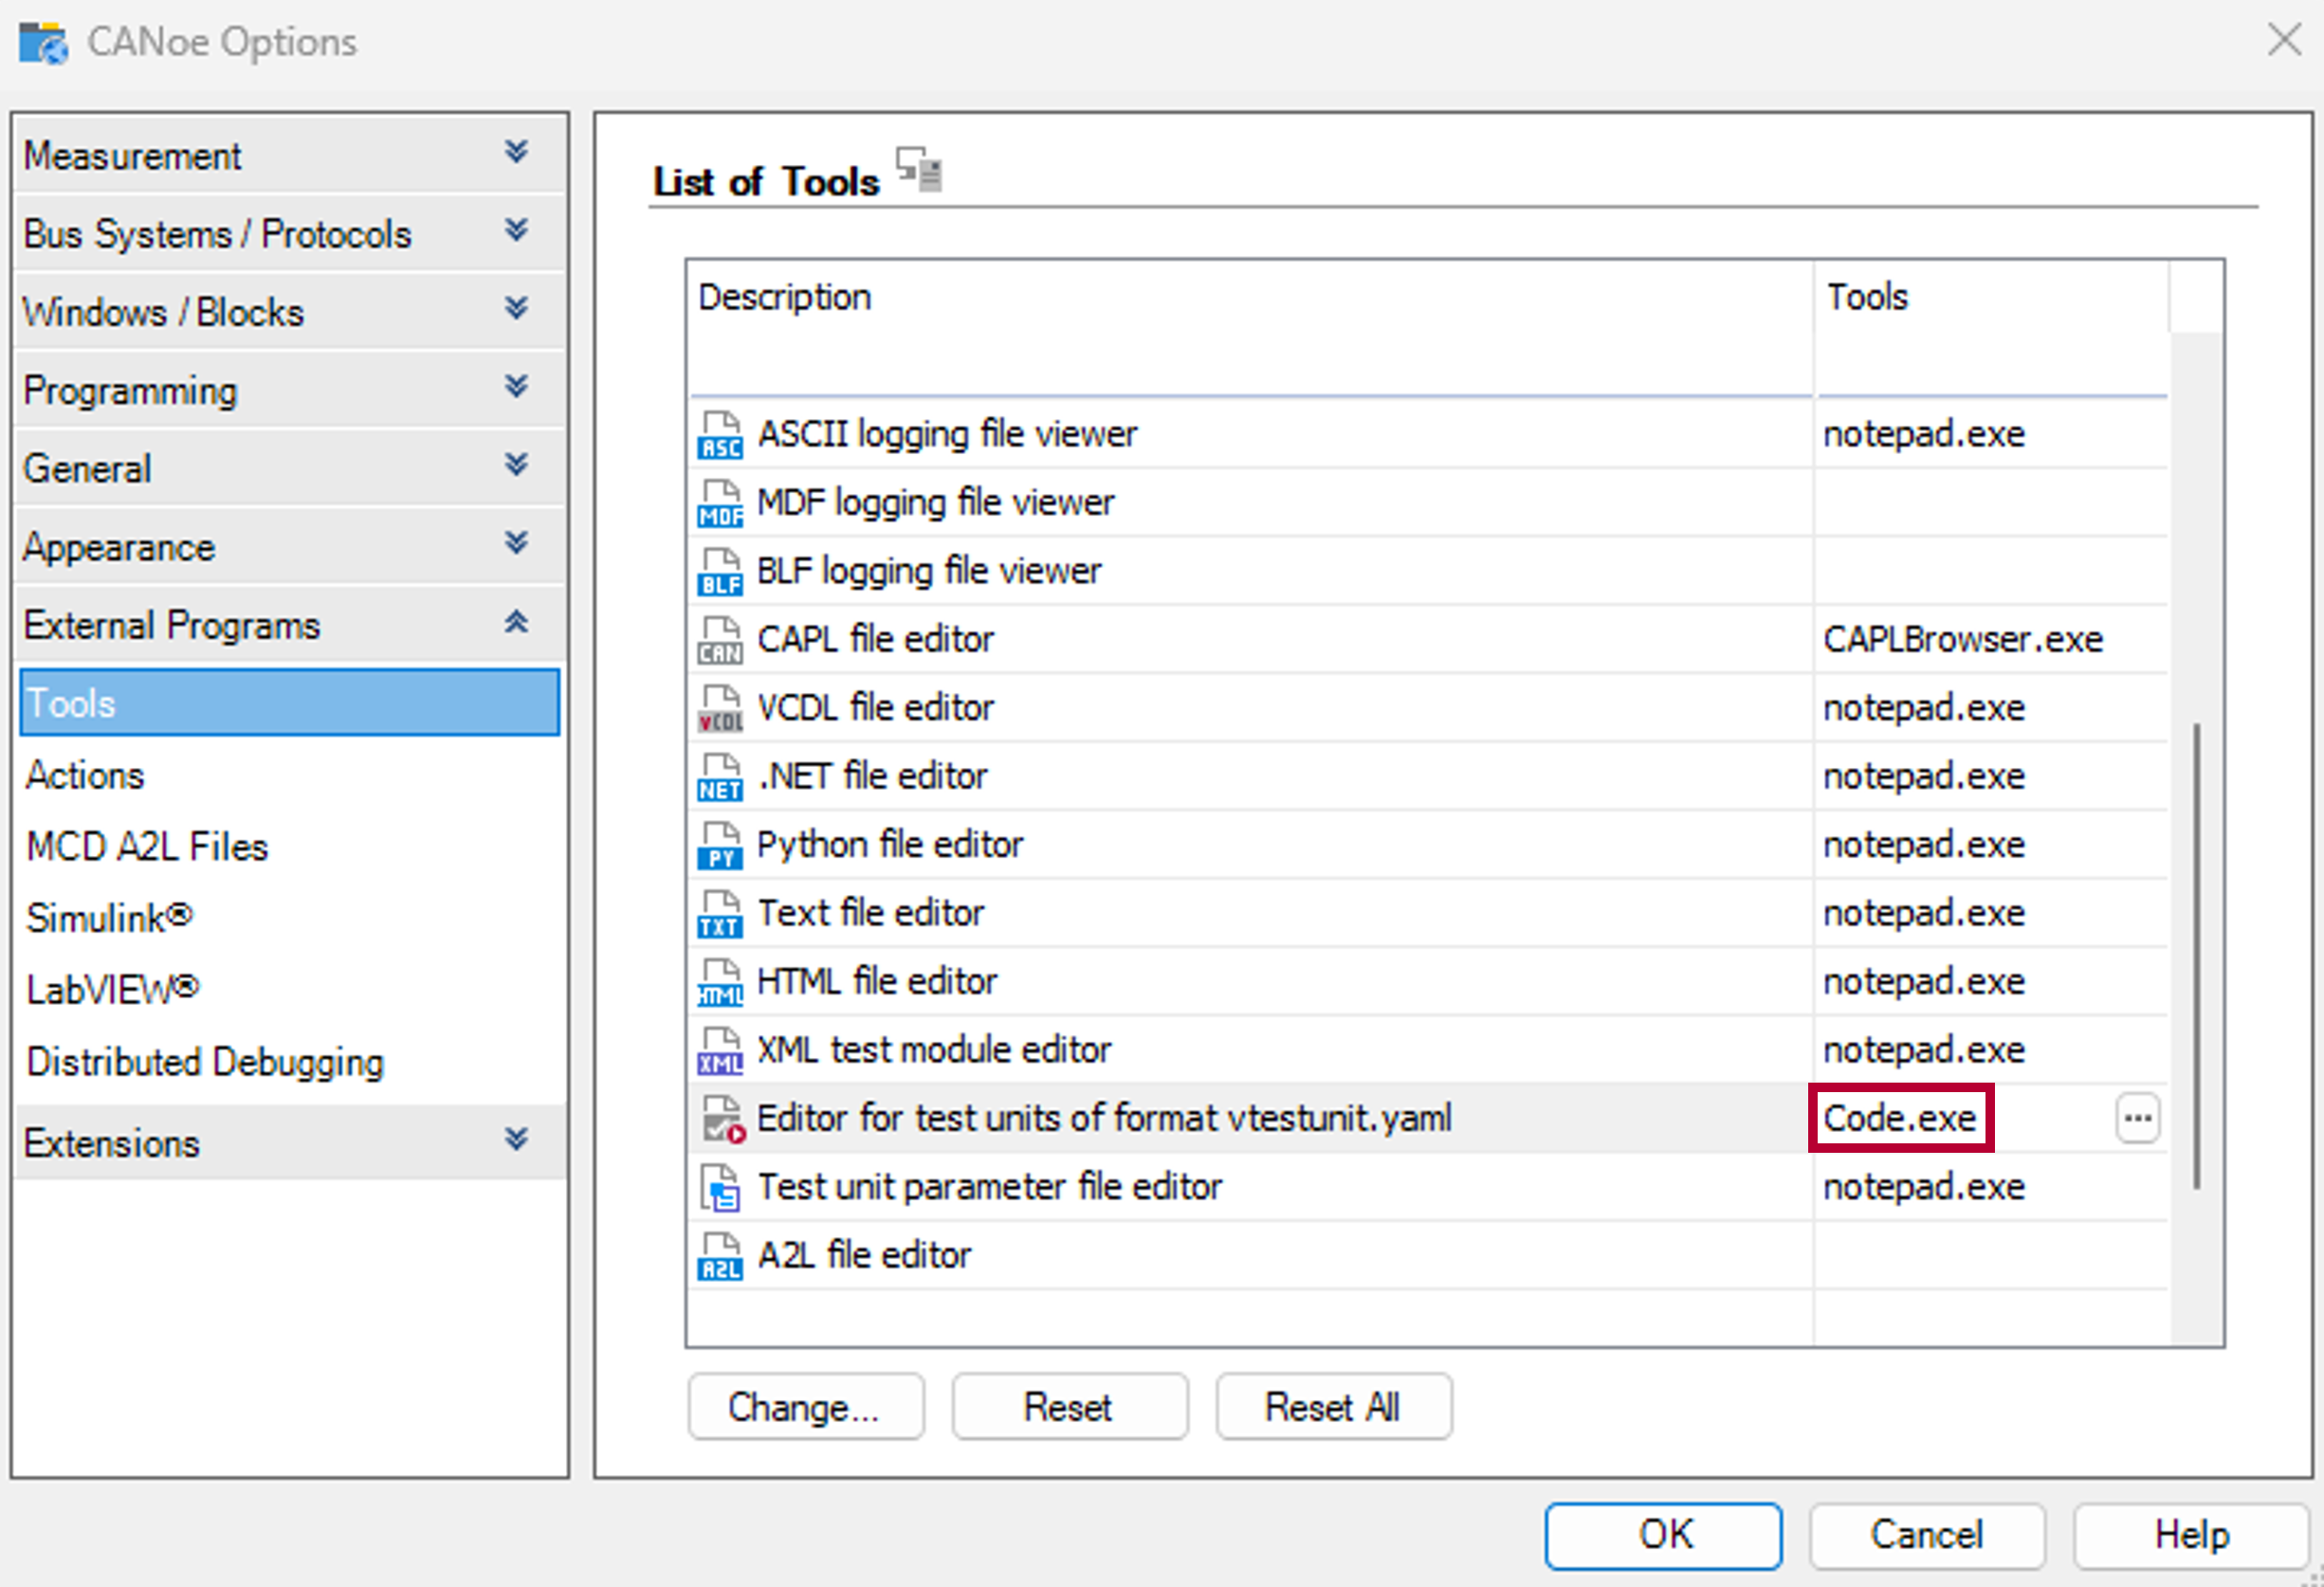 CANoe Options
Measurement
Bus Systems / Protocols
Windows / Blocks
Programming
General
Appearance
External Programs
Tools
Actions
MCD A2L Files
Simulink®
LabVIEW®
Distributed Debugging
Extensions
List of Tools
Description Tools
ASC ASCII logging file viewer notepad.exe
MDF MDF logging file viewer
BLF BLF logging file viewer
CAN CAPL file editor CAPLBrowser.exe
vCDL VCDL file editor notepad.exe
NET .NET file editor notepad.exe
PY Python file editor notepad.exe
TXT Text file editor notepad.exe
HTML HTML file editor notepad.exe
XML XML test module editor notepad.exe
Editor for test units of format vtestunit.yaml Code.exe ...
Test unit parameter file editor notepad.exe
A2L A2L file editor
Change... Reset Reset All
OK Cancel Help